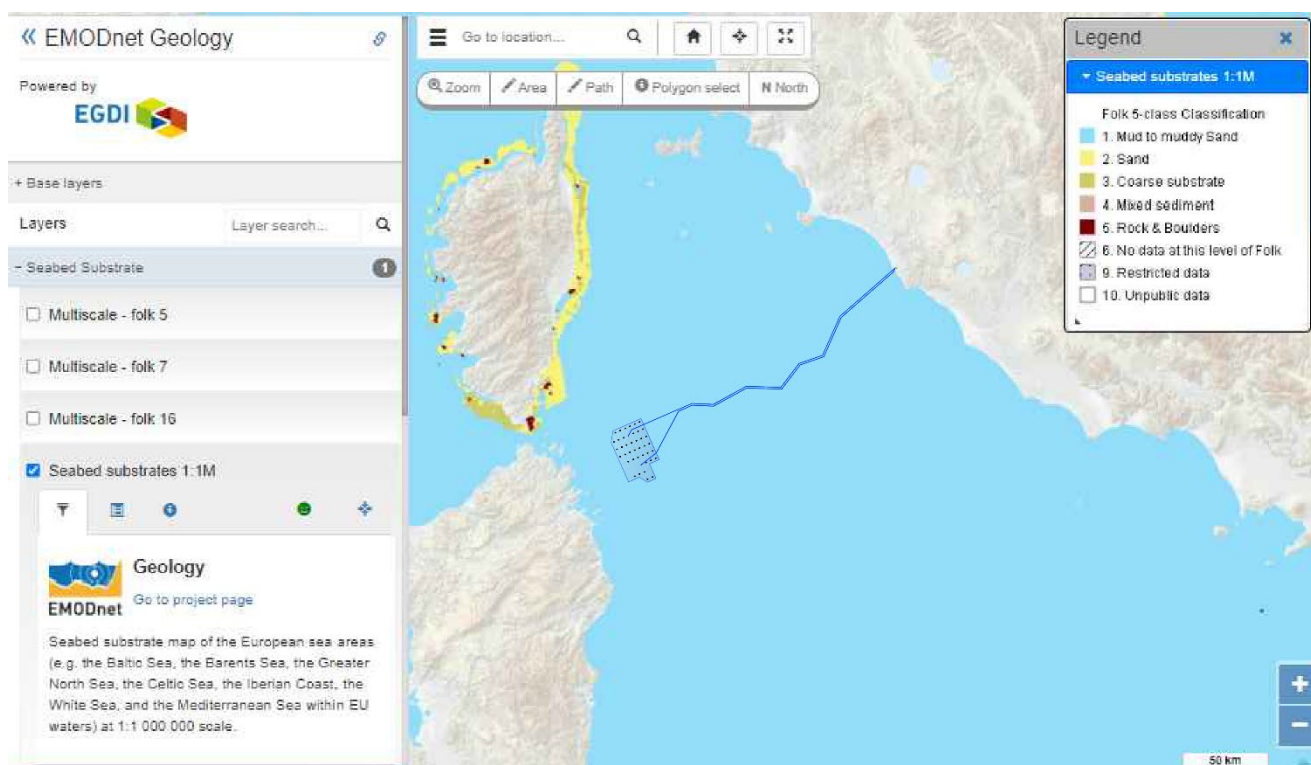 « EMODnet Geology
Powered by
EGDI
+ Base layers
Layers
Layer search...
- Seabed Substrate
1
Multiscale - folk 5
Multiscale - folk 7
Multiscale - folk 16
Seabed substrates 1:1M
EMODnet
Geology
Go to project page
Seabed substrate map of the European sea areas
(e.g. the Baltic Sea, the Barents Sea, the Greater
North Sea, the Celtic Sea, the Iberian Coast, the
White Sea, and the Mediterranean Sea within EU
waters) at 1:1 000 000 scale.
Go to location...
Zoom
Area
Path
Polygon select
N North
Legend
Seabed substrates 1:1M
Folk 5-class Classification
1. Mud to muddy Sand
2. Sand
3. Coarse substrate
4. Mixed sediment
5. Rock & Boulders
6. No data at this level of Folk
9. Restricted data
10. Unpublic data
+
−
50 km